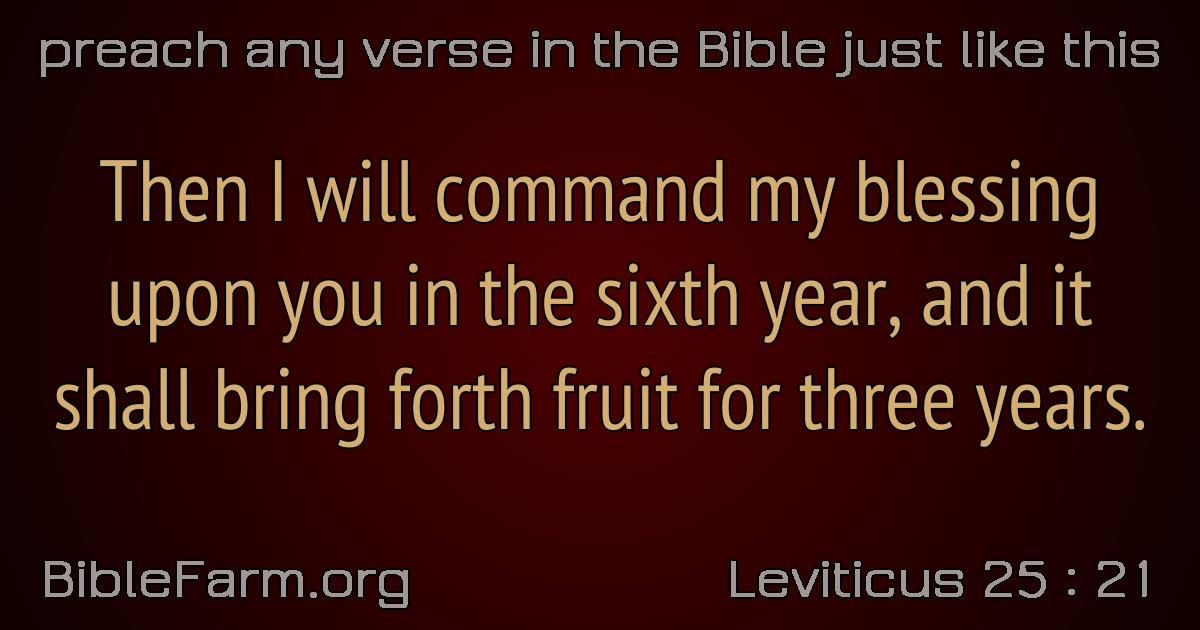 preach any verse in the Bible just like this
Then I will command my blessing
upon you in the sixth year, and it
shall bring forth fruit for three years.
BibleFarm.org
Leviticus 25 : 21